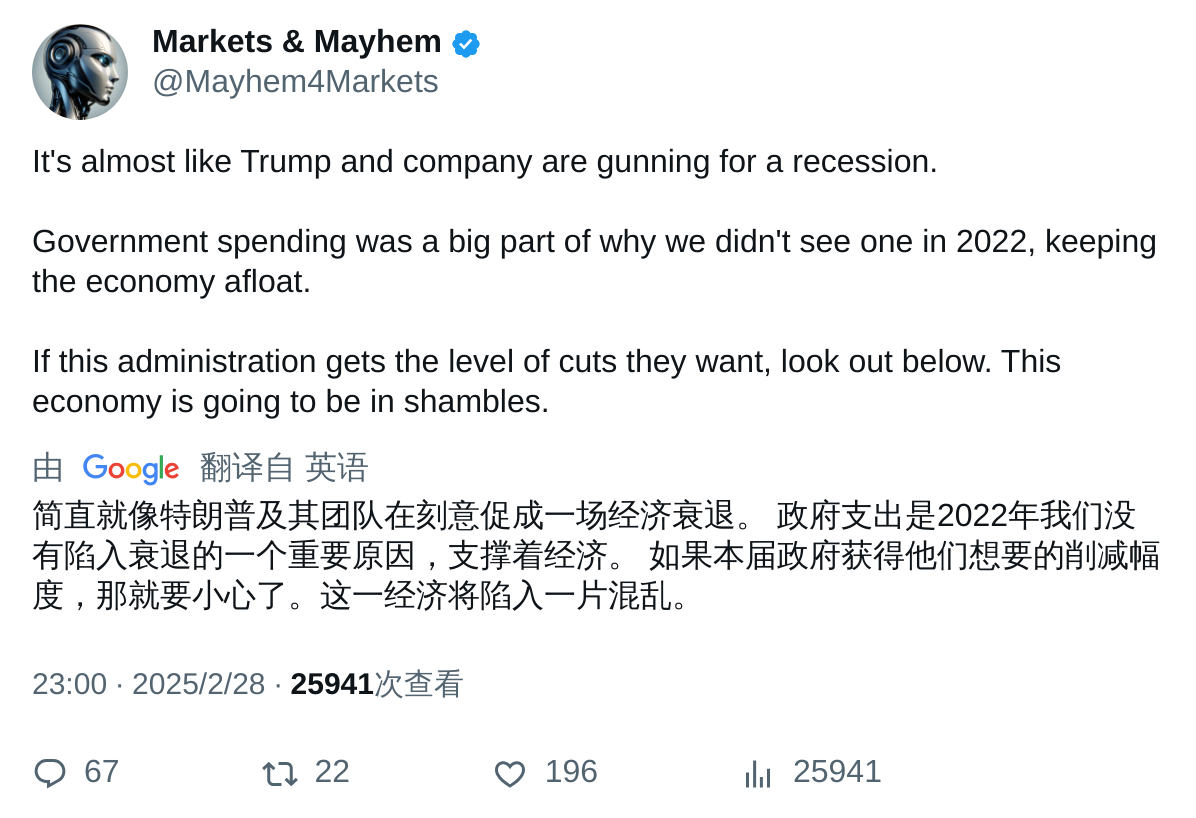 Markets & Mayhem
@Mayhem4Markets
It's almost like Trump and company are gunning for a recession.
Government spending was a big part of why we didn't see one in 2022, keeping
the economy afloat.
If this administration gets the level of cuts they want, look out below. This
economy is going to be in shambles.
由 Google 翻译自 英语
简直就像特朗普及其团队在刻意促成一场经济衰退。 政府支出是2022年我们没
有陷入衰退的一个重要原因，支撑着经济。 如果本届政府获得他们想要的削减幅
度，那就要小心了。这一经济将陷入一片混乱。
23:00 · 2025/2/28 · 25941次查看
67 22 196 25941